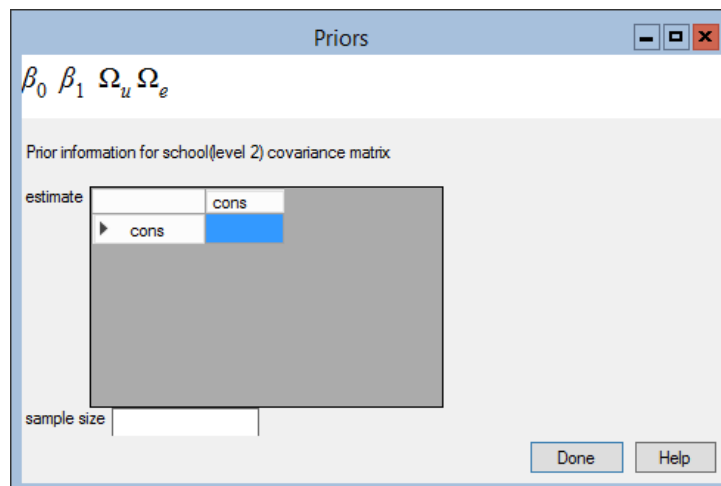 Priors
β₀ β₁ Ωᵤ Ωₑ
Prior information for school(level 2) covariance matrix
estimate
cons
cons
sample size
Done Help